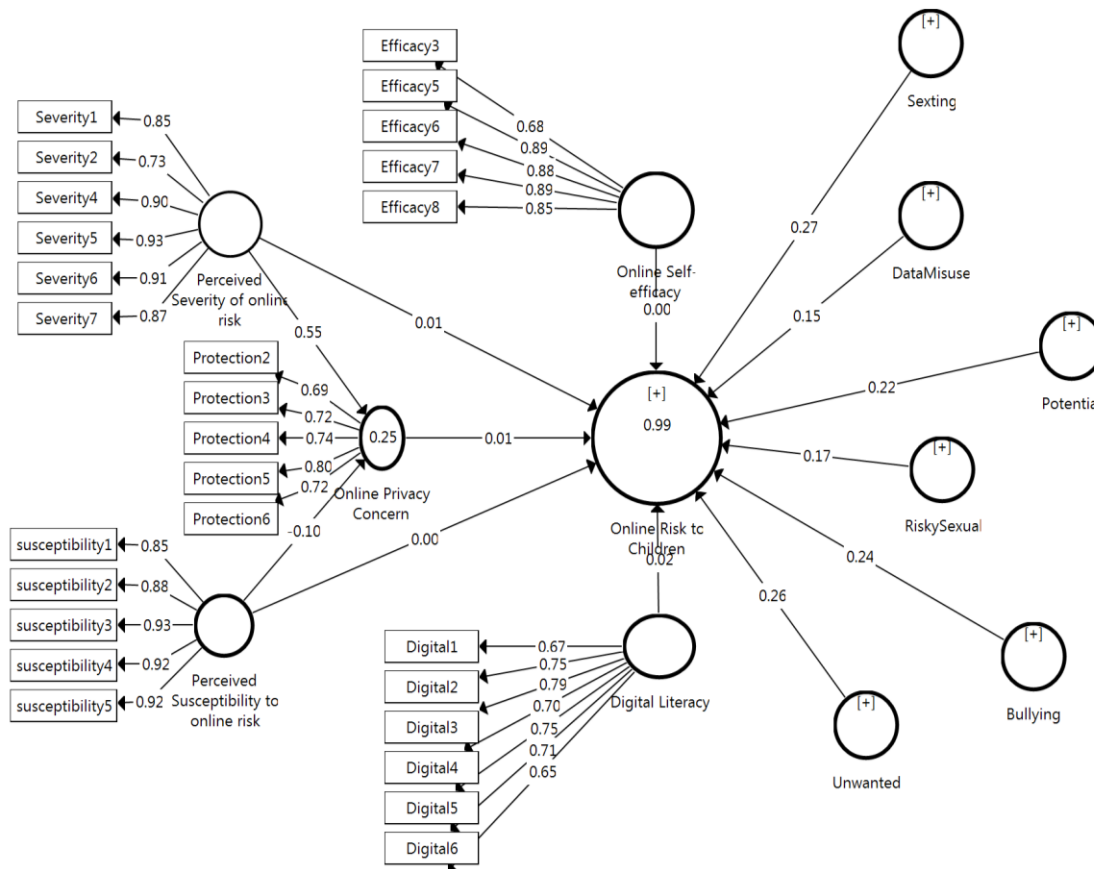 [+]
Sexting
Efficacy3
Efficacy5
Efficacy6
Efficacy7
Efficacy8
0.68
0.89
0.88
0.89
0.85
Online Self-
efficacy
0.00
Severity1
Severity2
Severity4
Severity5
Severity6
Severity7
0.85
0.73
0.90
0.93
0.91
0.87
Perceived
Severity of online
risk
0.55
0.01
0.27
[+]
DataMisuse
0.15
[+]
Potential
0.22
Protection2
Protection3
Protection4
Protection5
Protection6
0.69
0.72
0.74
0.80
0.72
0.25
Online Privacy
Concern
0.01
[+]
0.99
Online Risk to
Children
0.17
[+]
RiskySexual
-0.10
0.00
0.02
0.24
0.26
susceptibility1
susceptibility2
susceptibility3
susceptibility4
susceptibility5
0.85
0.88
0.93
0.92
0.92
Perceived
Susceptibility to
online risk
Digital1
Digital2
Digital3
Digital4
Digital5
Digital6
0.67
0.75
0.79
0.70
0.75
0.71
0.65
Digital Literacy
[+]
Bullying
[+]
Unwanted